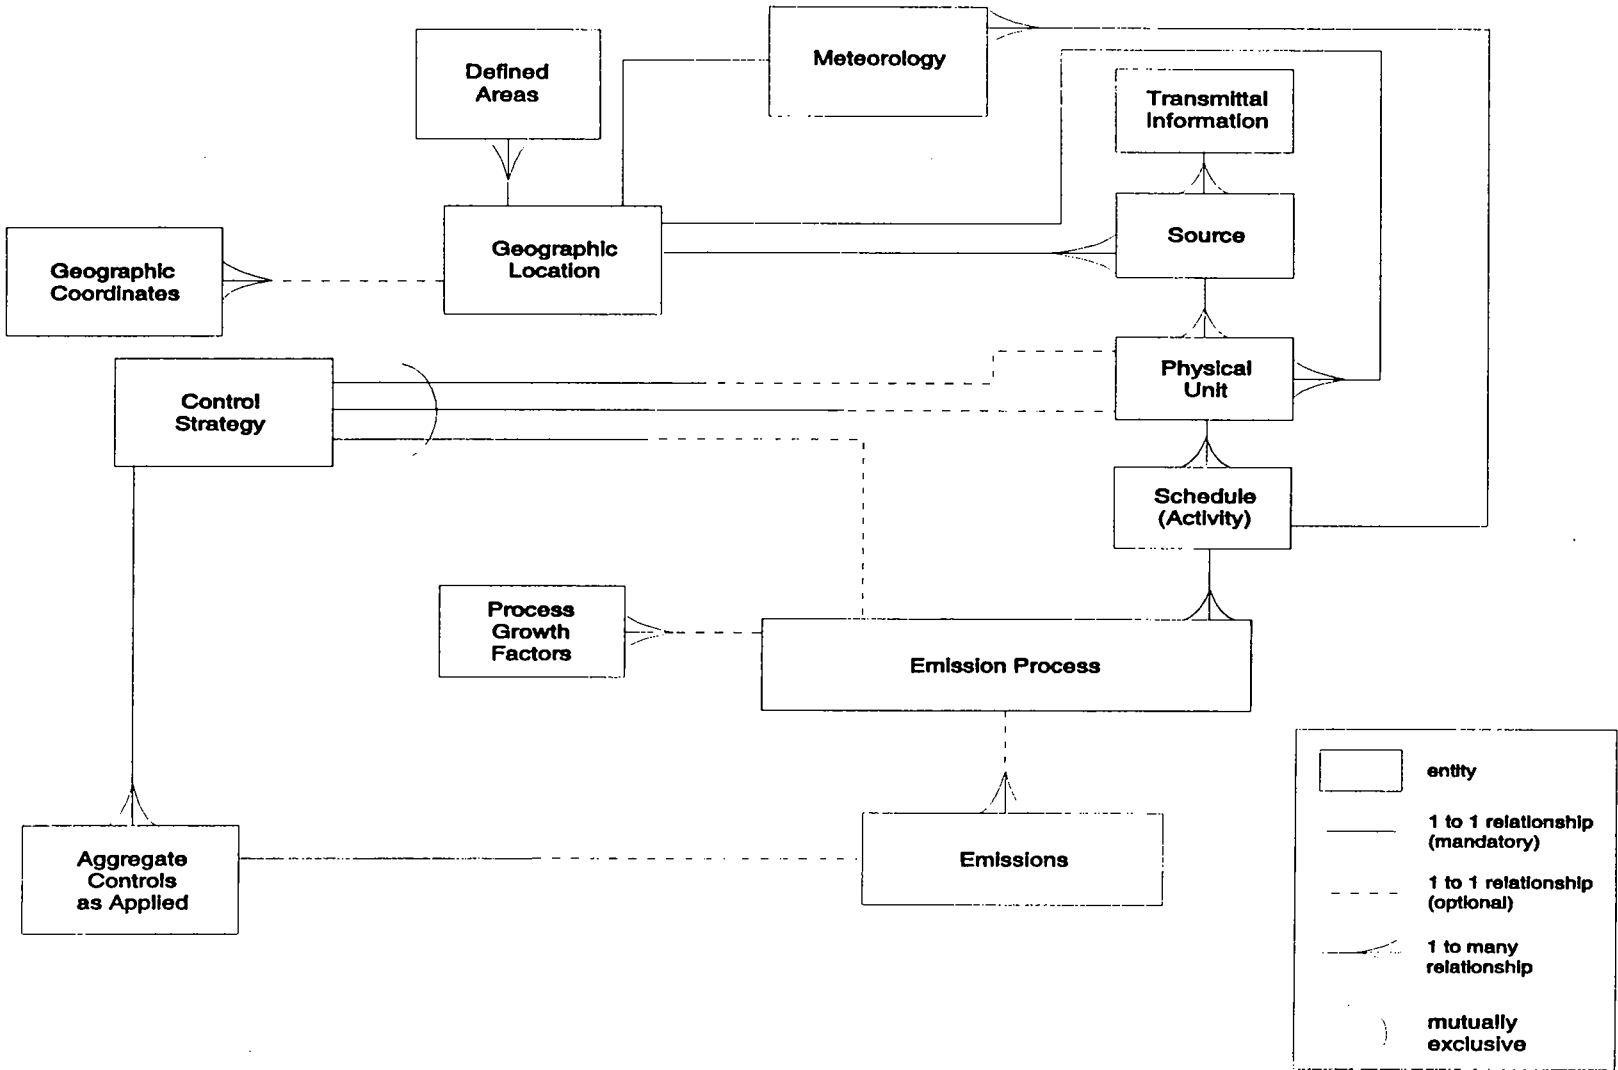 Defined
Areas
Meteorology
Transmittal
Information
Geographic
Coordinates
Geographic
Location
Source
Control
Strategy
Physical
Unit
Schedule
(Activity)
Process
Growth
Factors
Emission Process
Aggregate
Controls
as Applied
Emissions
entity
1 to 1 relationship
(mandatory)
1 to 1 relationship
(optional)
1 to many
relationship
mutually
exclusive